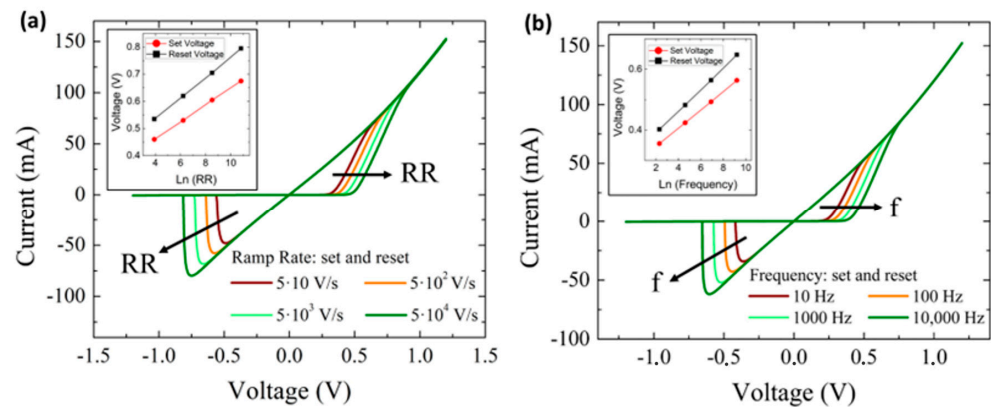 (a)
150
100
50
0
-50
-100
-1.5 -1.0 -0.5 0.0 0.5 1.0 1.5
Current (mA)
Voltage (V)
Set Voltage
Reset Voltage
0.8
0.7
0.6
0.5
0.4
4 6 8 10
Voltage (V)
Ln (RR)
RR
RR
Ramp Rate: set and reset
5·10 V/s 5·10² V/s
5·10³ V/s 5·10⁴ V/s
(b)
150
100
50
0
-50
-100
-1.0 -0.5 0.0 0.5 1.0
Current (mA)
Voltage (V)
Set Voltage
Reset Voltage
0.6
0.4
2 4 6 8 10
Voltage (V)
Ln (Frequency)
f
f
Frequency: set and reset
10 Hz 100 Hz
1000 Hz 10,000 Hz